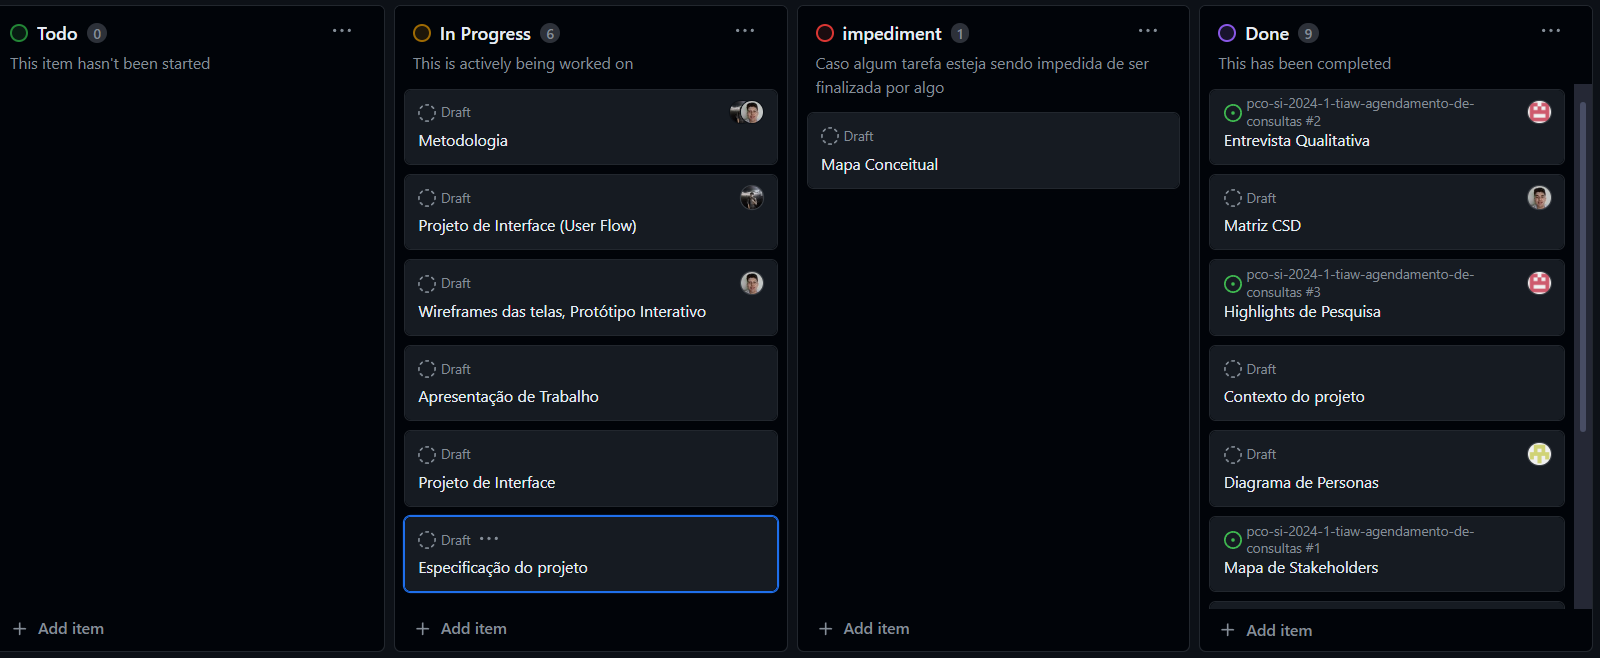 Todo 0
This item hasn't been started
Add item
In Progress 6
This is actively being worked on
Draft
Metodologia
Draft
Projeto de Interface (User Flow)
Draft
Wireframes das telas, Protótipo Interativo
Draft
Apresentação de Trabalho
Draft
Projeto de Interface
Draft
Especificação do projeto
Add item
impediment 1
Caso algum tarefa esteja sendo impedida de ser
finalizada por algo
Draft
Mapa Conceitual
Add item
Done 9
This has been completed
pco-si-2024-1-tiaw-agendamento-de-
consultas #2
Entrevista Qualitativa
Draft
Matriz CSD
pco-si-2024-1-tiaw-agendamento-de-
consultas #3
Highlights de Pesquisa
Draft
Contexto do projeto
Draft
Diagrama de Personas
pco-si-2024-1-tiaw-agendamento-de-
consultas #1
Mapa de Stakeholders
Add item